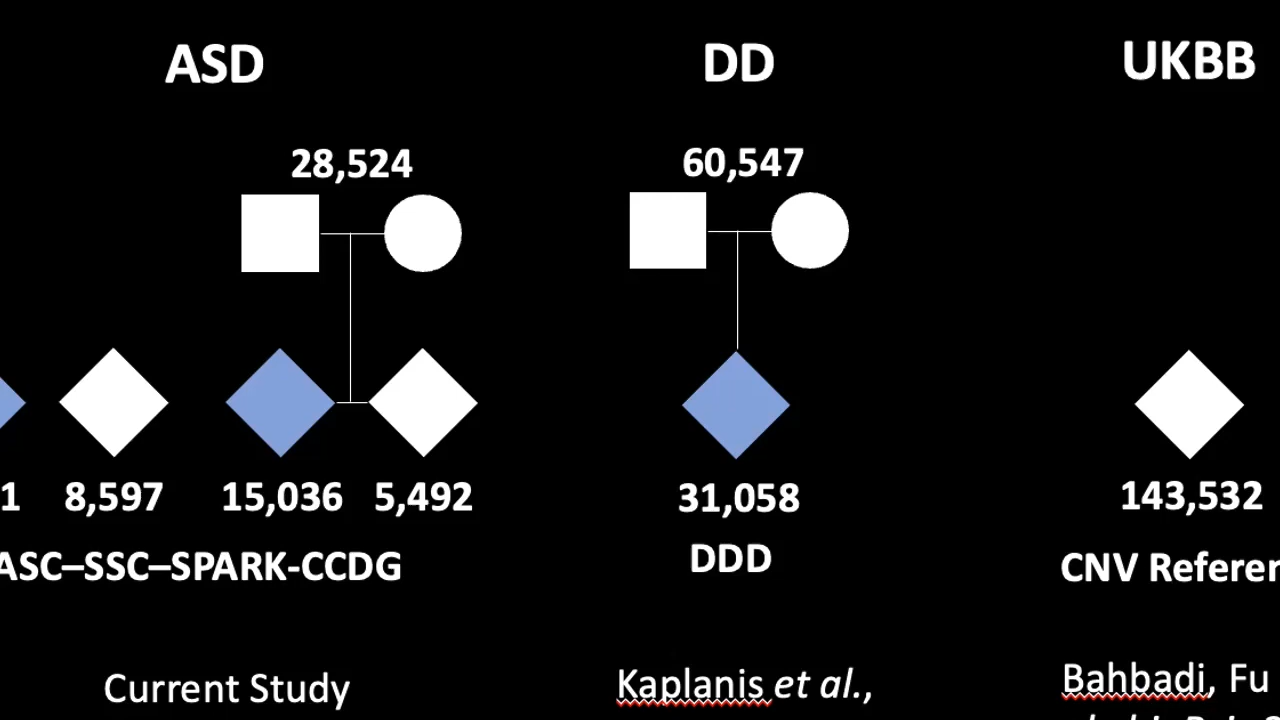 ASD DD UKBB
28,524 60,547
1 8,597 15,036 5,492 31,058 143,532
ASC–SSC–SPARK-CCDG DDD CNV Referen
Current Study Kaplanis et al., Bahbadi, Fu